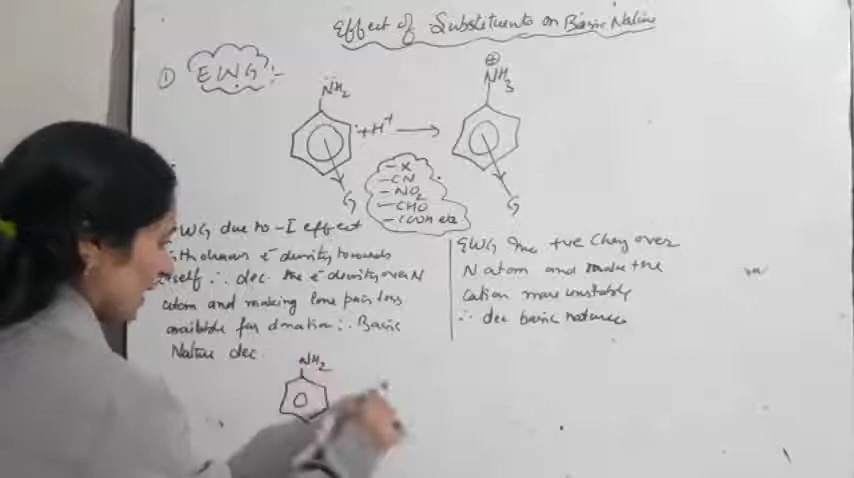 Effect of Substituents on Basic Nature
① EWG :-
NH2
+ H+ →
⊕
NH3
G
- X
- CN
- NO2
- CHO
- COOH etc
G
EWG due to -I effect
withdraws e- density towards
itself ∴ dec. the e- density over N
atom and making lone pair less
available for donation ∴ Basic
Nature dec.
EWG inc +ve Charg over
N atom and make the
cation more unstable
∴ dec basic nature
NH2